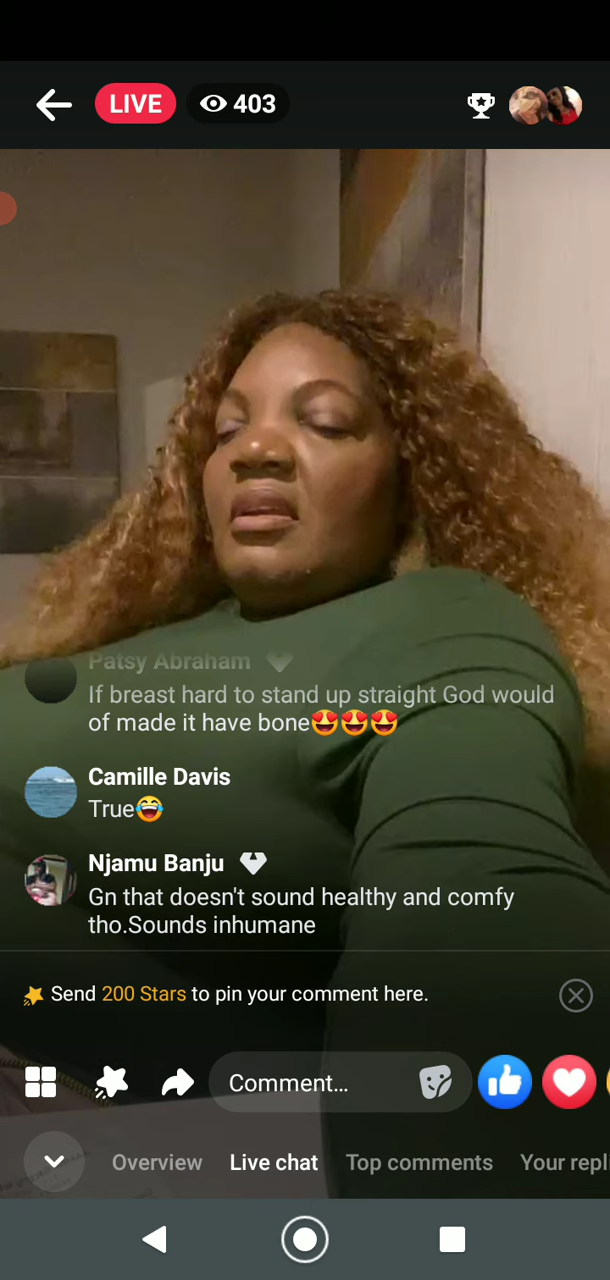 LIVE 403
Patsy Abraham
If breast hard to stand up straight God would
of made it have bone😍😍😍
Camille Davis
True😂
Njamu Banju
Gn that doesn't sound healthy and comfy
tho.Sounds inhumane
Send 200 Stars to pin your comment here.
Comment...
Overview Live chat Top comments Your repl